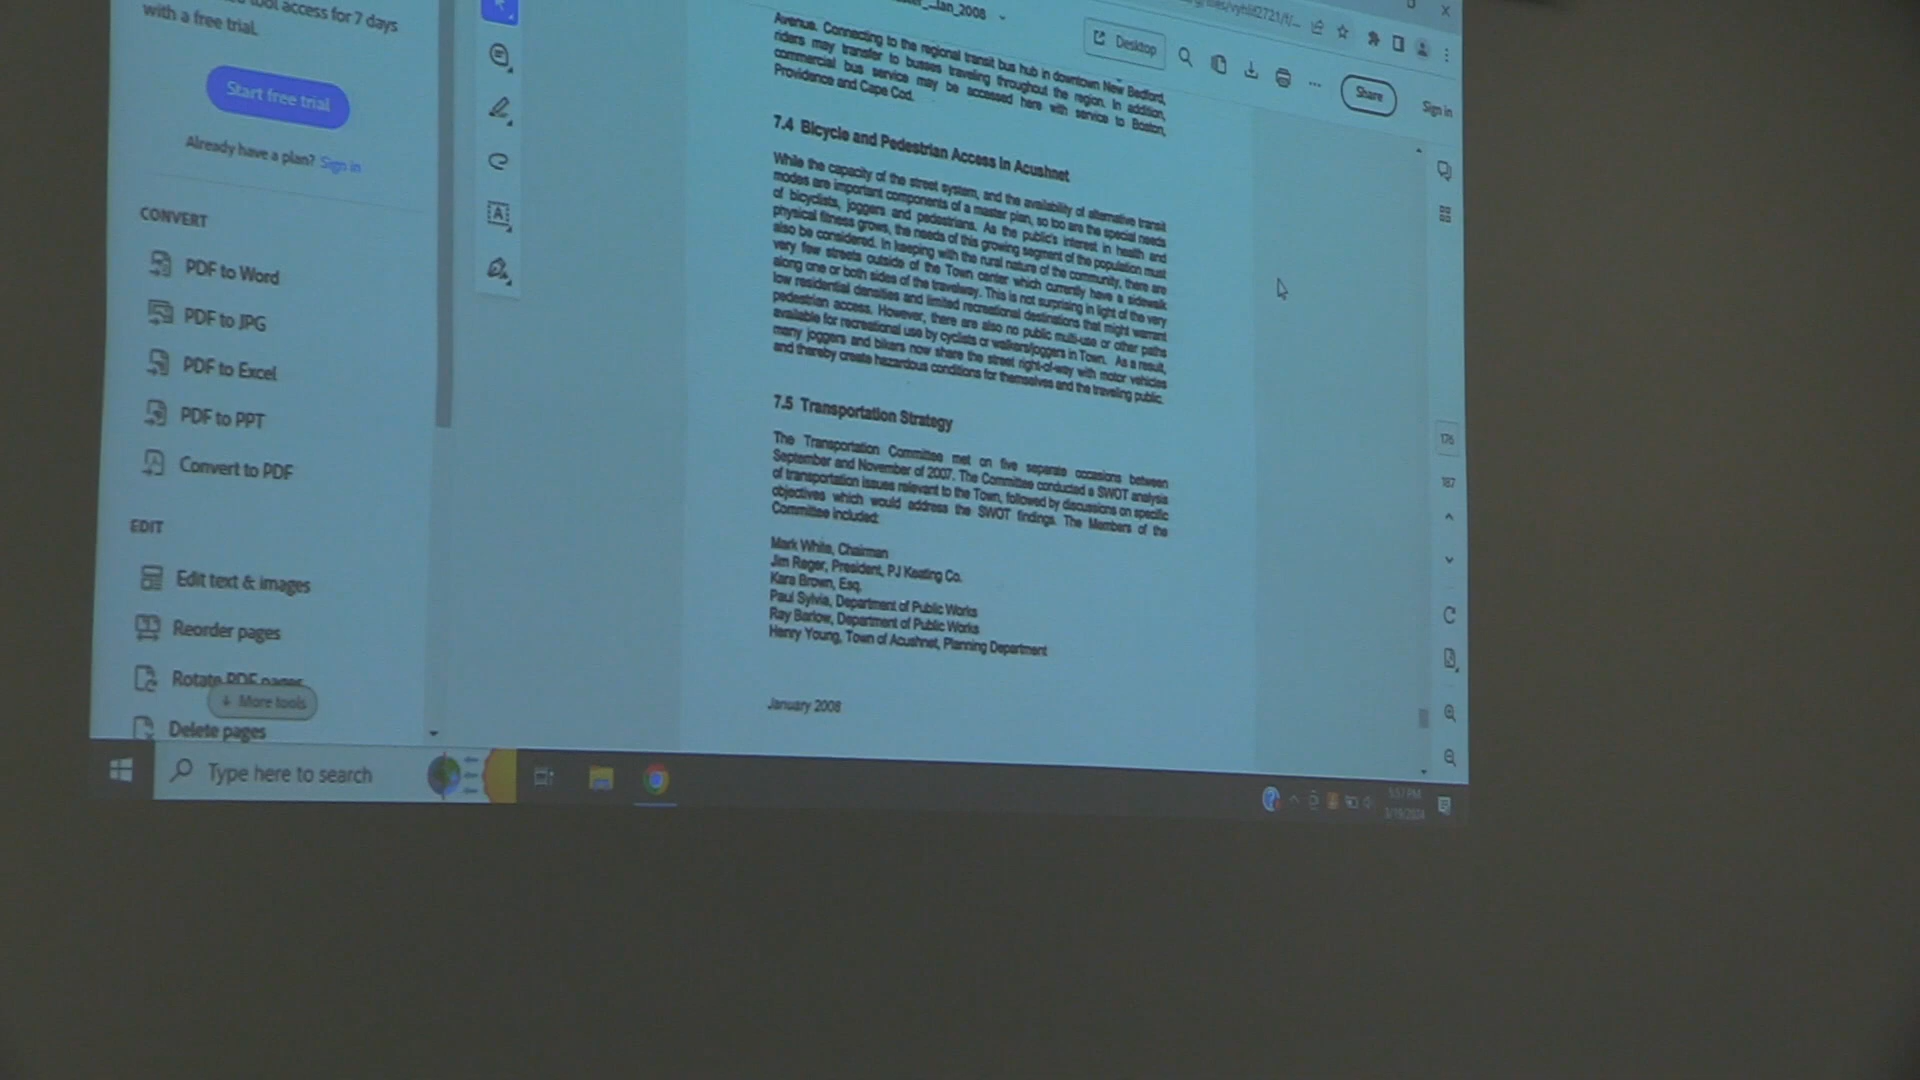 access for 7 days
with a free trial.
Start free trial
Already have a plan? Sign in
CONVERT
PDF to Word
PDF to JPG
PDF to Excel
PDF to PPT
Convert to PDF
EDIT
Edit text & images
Reorder pages
Rotate PDF pages
More tools
Delete pages
Type here to search
lan_2008
Desktop
Share
Sign in
Avenue. Connecting to the regional transit bus hub in downtown New Bedford,
riders may transfer to busses traveling throughout the region. In addition,
commercial bus service may be accessed here with service to Boston,
Providence and Cape Cod.
7.4 Bicycle and Pedestrian Access in Acushnet
While the capacity of the street system, and the availability of alternative transit
modes are important components of a master plan, so too are the special needs
of bicyclists, joggers and pedestrians. As the public's interest in health and
physical fitness grows, the needs of this growing segment of the population must
also be considered. In keeping with the rural nature of the community, there are
very few streets outside of the Town center which currently have a sidewalk
along one or both sides of the travelway. This is not surprising in light of the very
low residential densities and limited recreational destinations that might warrant
pedestrian access. However, there are also no public multi-use or other paths
available for recreational use by cyclists or walkers/joggers in Town. As a result,
many joggers and bikers now share the street right-of-way with motor vehicles
and thereby create hazardous conditions for themselves and the traveling public.
7.5 Transportation Strategy
The Transportation Committee met on five separate occasions between
September and November of 2007. The Committee conducted a SWOT analysis
of transportation issues relevant to the Town, followed by discussions on specific
objectives which would address the SWOT findings. The Members of the
Committee included:
Mark White, Chairman
Jim Reger, President, PJ Keating Co.
Kara Brown, Esq.
Paul Sylvia, Department of Public Works
Ray Barlow, Department of Public Works
Henry Young, Town of Acushnet, Planning Department
January 2008
176
187
5:57 PM